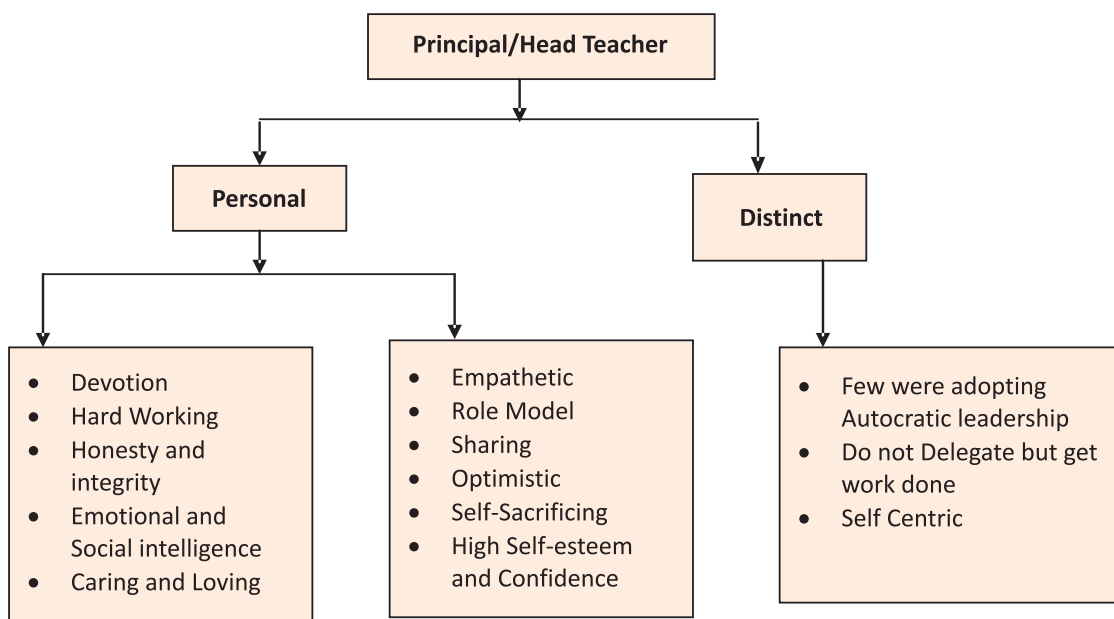 Principal/Head Teacher
Personal
Distinct
• Devotion
• Hard Working
• Honesty and
integrity
• Emotional and
Social intelligence
• Caring and Loving
• Empathetic
• Role Model
• Sharing
• Optimistic
• Self-Sacrificing
• High Self-esteem
and Confidence
• Few were adopting
Autocratic leadership
• Do not Delegate but get
work done
• Self Centric